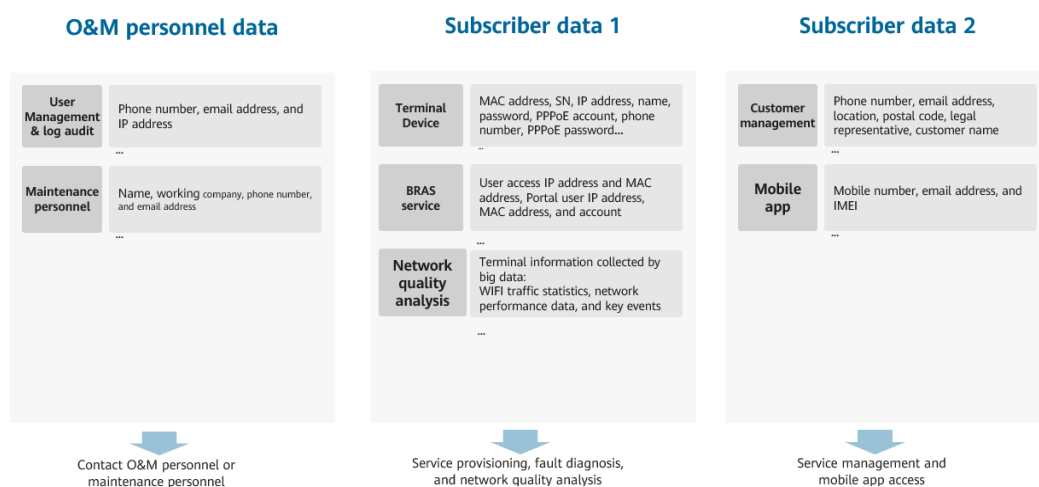 O&M personnel data
User
Management
& log audit
Phone number, email address, and
IP address
...
Maintenance
personnel
Name, working company, phone number,
and email address
...
Contact O&M personnel or
maintenance personnel
Subscriber data 1
Terminal
Device
MAC address, SN, IP address, name,
password, PPPoE account, phone
number, PPPoE password...
...
BRAS
service
User access IP address and MAC
address, Portal user IP address,
MAC address, and account
...
Network
quality
analysis
Terminal information collected by
big data:
WIFI traffic statistics, network
performance data, and key events
...
Service provisioning, fault diagnosis,
and network quality analysis
Subscriber data 2
Customer
management
Phone number, email address,
location, postal code, legal
representative, customer name
...
Mobile
app
Mobile number, email address, and
IMEI
...
Service management and
mobile app access